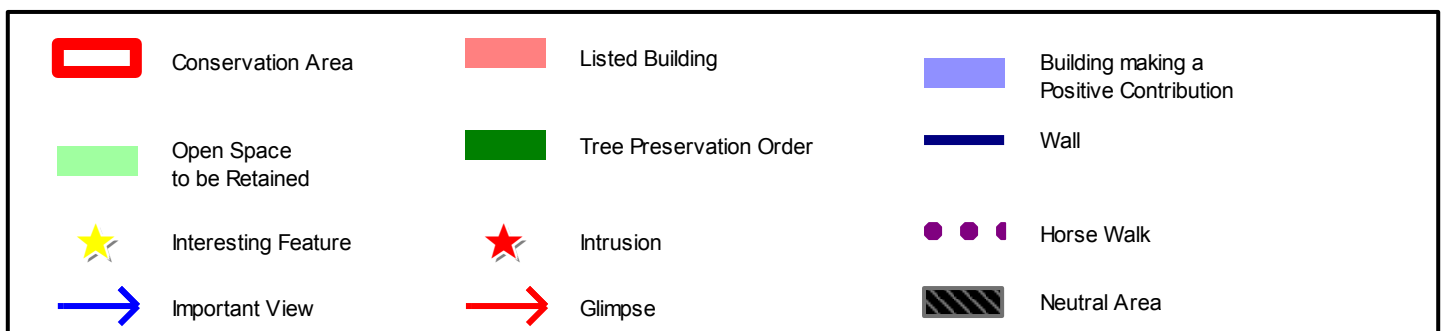 Conservation Area
Listed Building
Building making a
Positive Contribution
Open Space
to be Retained
Tree Preservation Order
Wall
Interesting Feature
Intrusion
Horse Walk
Important View
Glimpse
Neutral Area